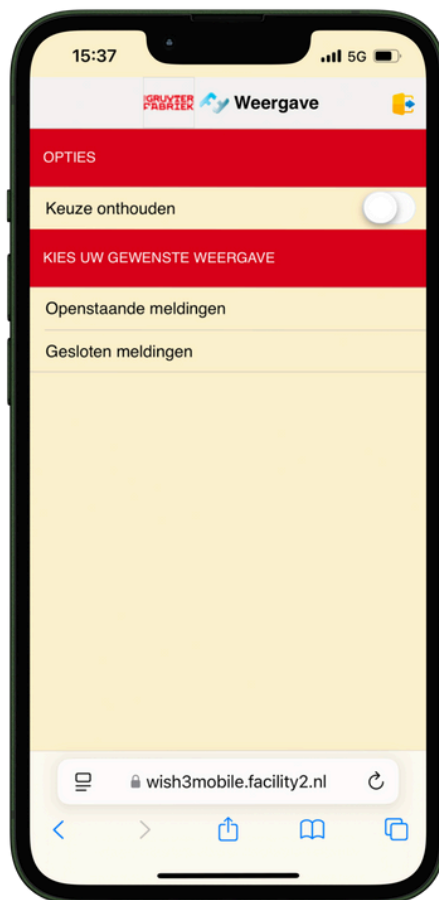 15:37
5G
GRUYTER
FABRIEK
Weergave
OPTIES
Keuze onthouden
KIES UW GEWENSTE WEERGAVE
Openstaande meldingen
Gesloten meldingen
wish3mobile.facility2.nl